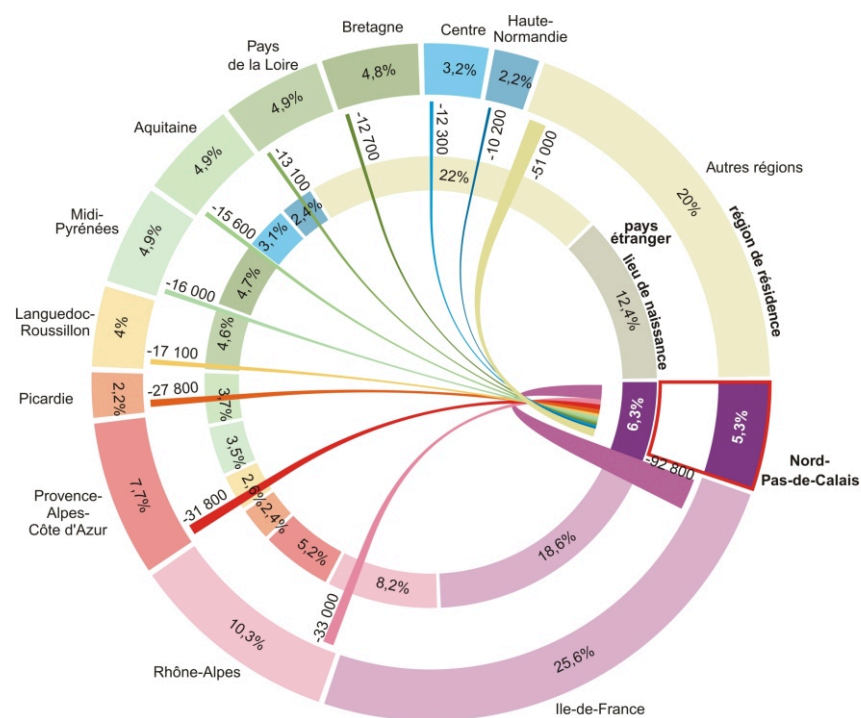 Haute-
Normandie
Centre
Bretagne
Pays
de la Loire
Aquitaine
Midi-
Pyrénées
Languedoc-
Roussillon
Picardie
Provence-
Alpes-
Côte d'Azur
Rhône-Alpes
Ile-de-France
Nord-
Pas-de-Calais
Autres régions
2,2%
3,2%
4,8%
4,9%
4,9%
4,9%
4%
2,2%
7,7%
10,3%
25,6%
5,3%
20%
région de résidence
pays
étranger
lieu de naissance
22%
12,4%
6,3%
18,6%
8,2%
5,2%
2,4%
2,6%
3,5%
3,7%
4,6%
4,7%
3,1%
2,4%
-51 000
-10 200
-12 300
-12 700
-13 100
-15 600
-16 000
-17 100
-27 800
-31 800
-33 000
-92 800